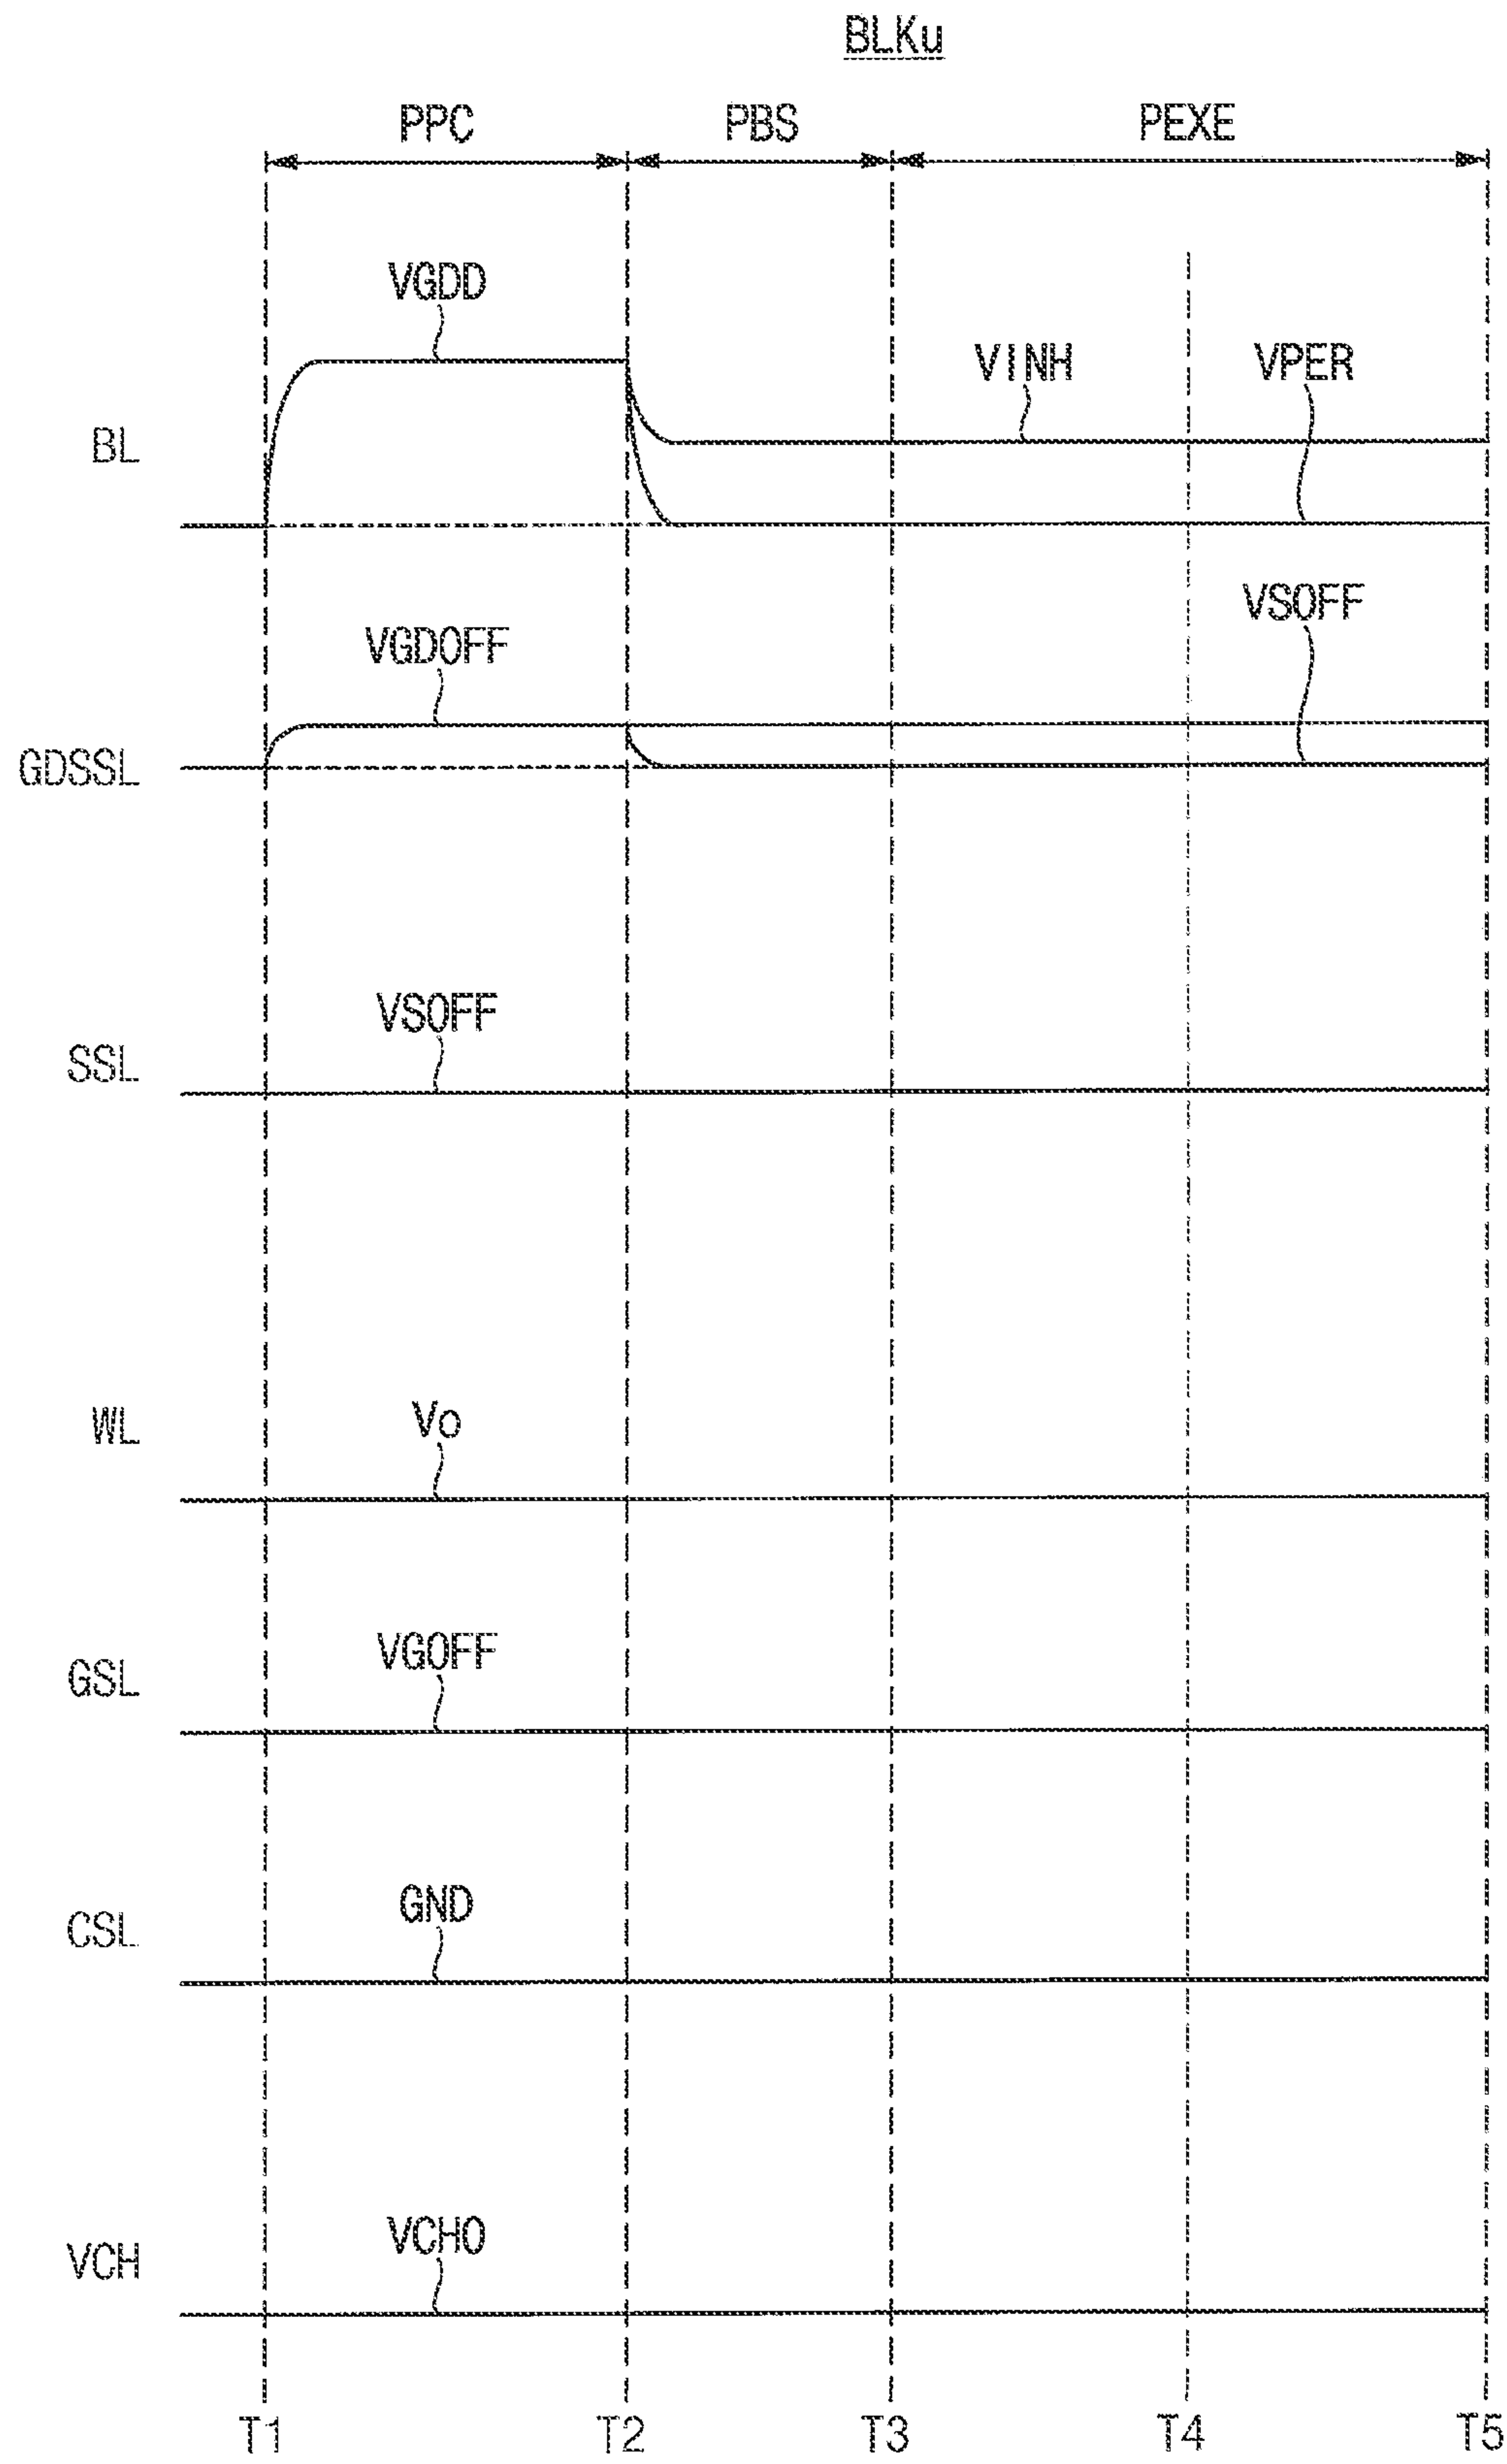 BLKu
PPC PBS PEXE
VGDD
VINH VPER
BL
VSOFF
VGDOFF
GDSSL
VSOFF
SSL
Vo
WL
VGOFF
GSL
GND
CSL
VCHO
VCH
T1 T2 T3 T4 T5